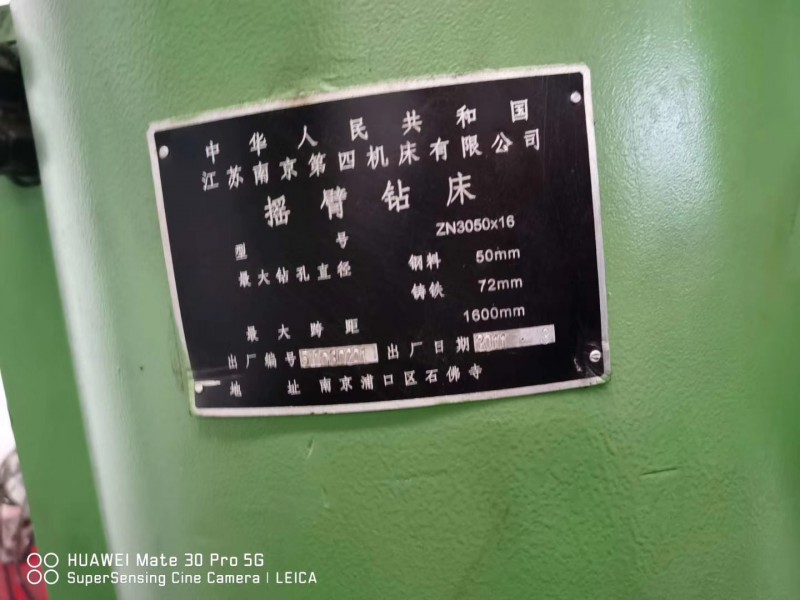 中华人民共和国
江苏南京第四机床有限公司
摇臂钻床
型号 ZN3050x16
最大钻孔直径 钢料 50mm
铸铁 72mm
最大跨距 1600mm
出厂编号 出厂日期
地址 南京浦口区石佛寺
HUAWEI Mate 30 Pro 5G
SuperSensing Cine Camera | LEICA